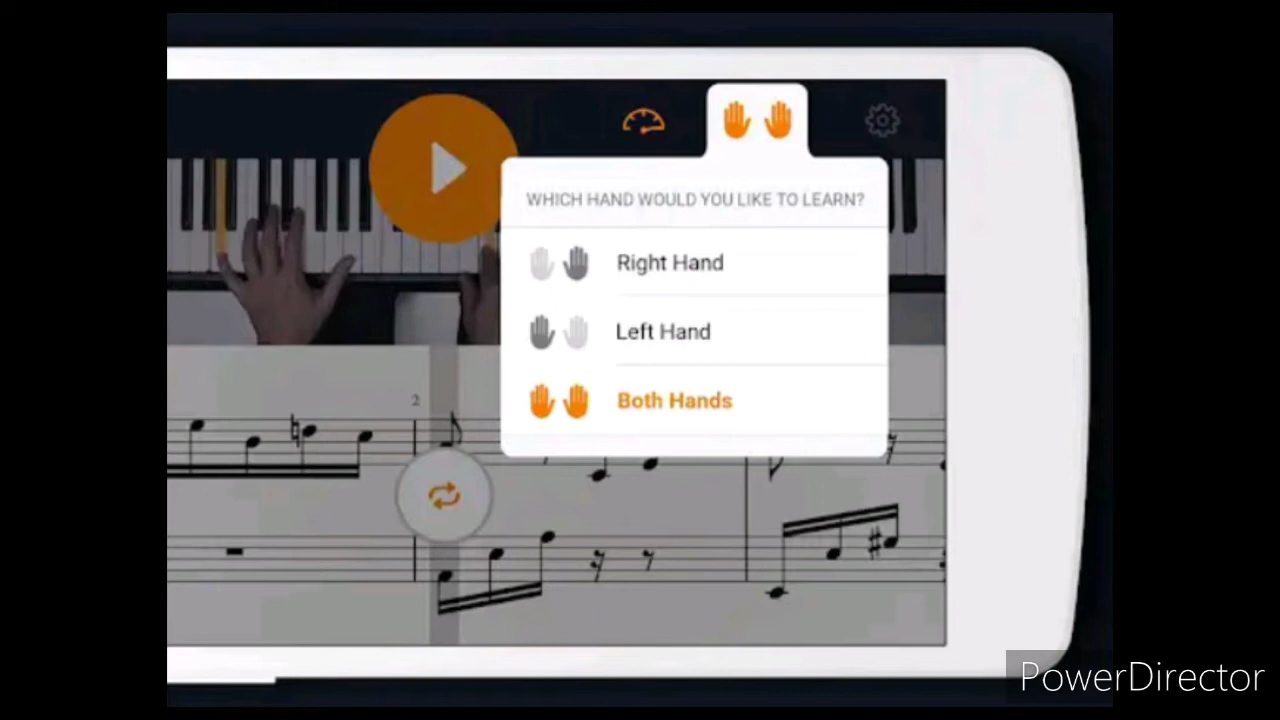 WHICH HAND WOULD YOU LIKE TO LEARN?
Right Hand
Left Hand
Both Hands
2
PowerDirector